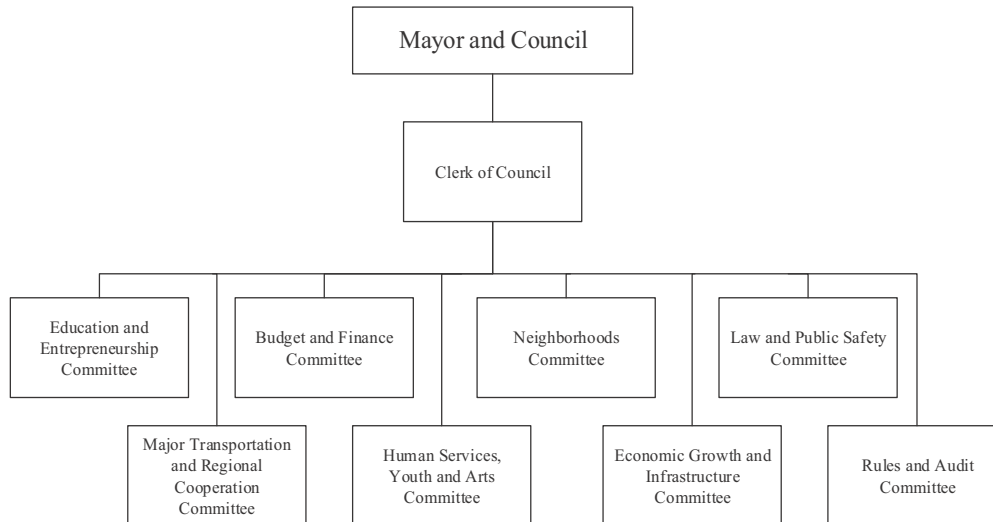 Mayor and Council
Clerk of Council
Education and
Entrepreneurship
Committee
Budget and Finance
Committee
Neighborhoods
Committee
Law and Public Safety
Committee
Major Transportation
and Regional
Cooperation
Committee
Human Services,
Youth and Arts
Committee
Economic Growth and
Infrastructure
Committee
Rules and Audit
Committee